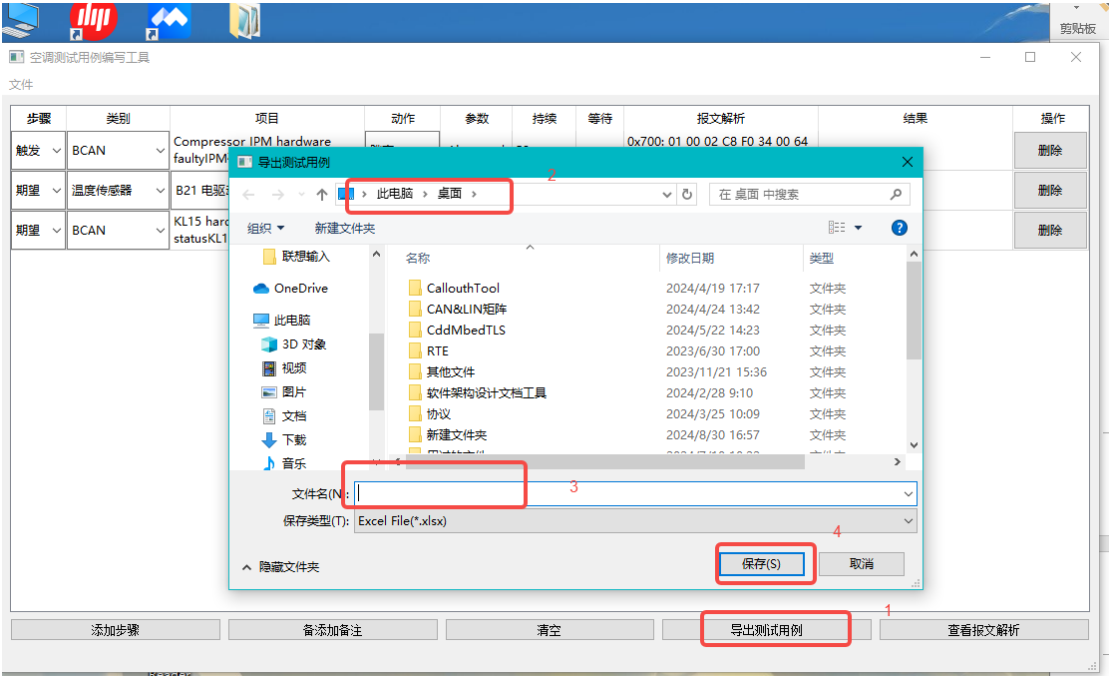 剪贴板
空调测试用例编写工具
文件
步骤 类别 项目 动作 参数 持续 等待 报文解析 结果 操作
触发 BCAN Compressor IPM hardware 0x700: 01 00 02 C8 F0 34 00 64 删除
faultyIPM
期望 温度传感器 B21 电驱 删除
期望 BCAN KL15 hard 删除
statusKL1
导出测试用例
2
此电脑 › 桌面 ›
在 桌面 中搜索
组织 新建文件夹
联想输入
OneDrive
此电脑
3D 对象
视频
图片
文档
下载
音乐
名称 修改日期 类型
CallouthTool 2024/4/19 17:17 文件夹
CAN&LIN矩阵 2024/4/24 13:42 文件夹
CddMbedTLS 2024/5/22 14:23 文件夹
RTE 2023/6/30 17:00 文件夹
其他文件 2023/11/21 15:36 文件夹
软件架构设计文档工具 2024/2/28 9:10 文件夹
协议 2024/3/25 10:09 文件夹
新建文件夹 2024/8/30 16:57 文件夹
文件名(N):
3
保存类型(T): Excel File(*.xlsx)
4
隐藏文件夹
保存(S) 取消
1
添加步骤 备添加备注 清空 导出测试用例 查看报文解析